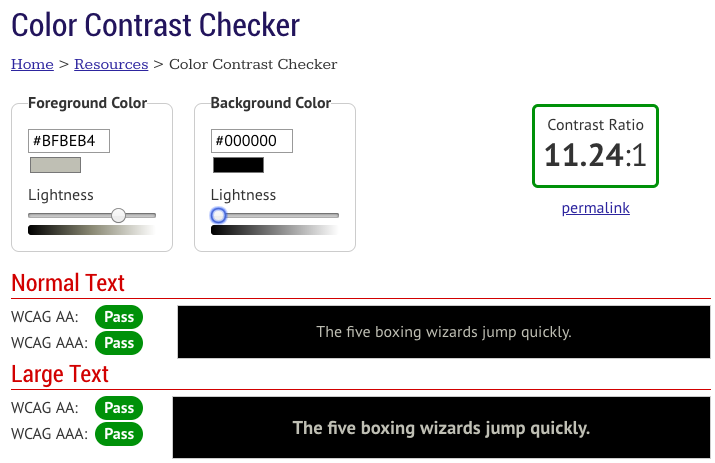 Color Contrast Checker
Home > Resources > Color Contrast Checker
Foreground Color
#BFBEB4
Lightness
Background Color
#000000
Lightness
Contrast Ratio
11.24:1
permalink
Normal Text
WCAG AA: Pass
WCAG AAA: Pass
The five boxing wizards jump quickly.
Large Text
WCAG AA: Pass
WCAG AAA: Pass
The five boxing wizards jump quickly.